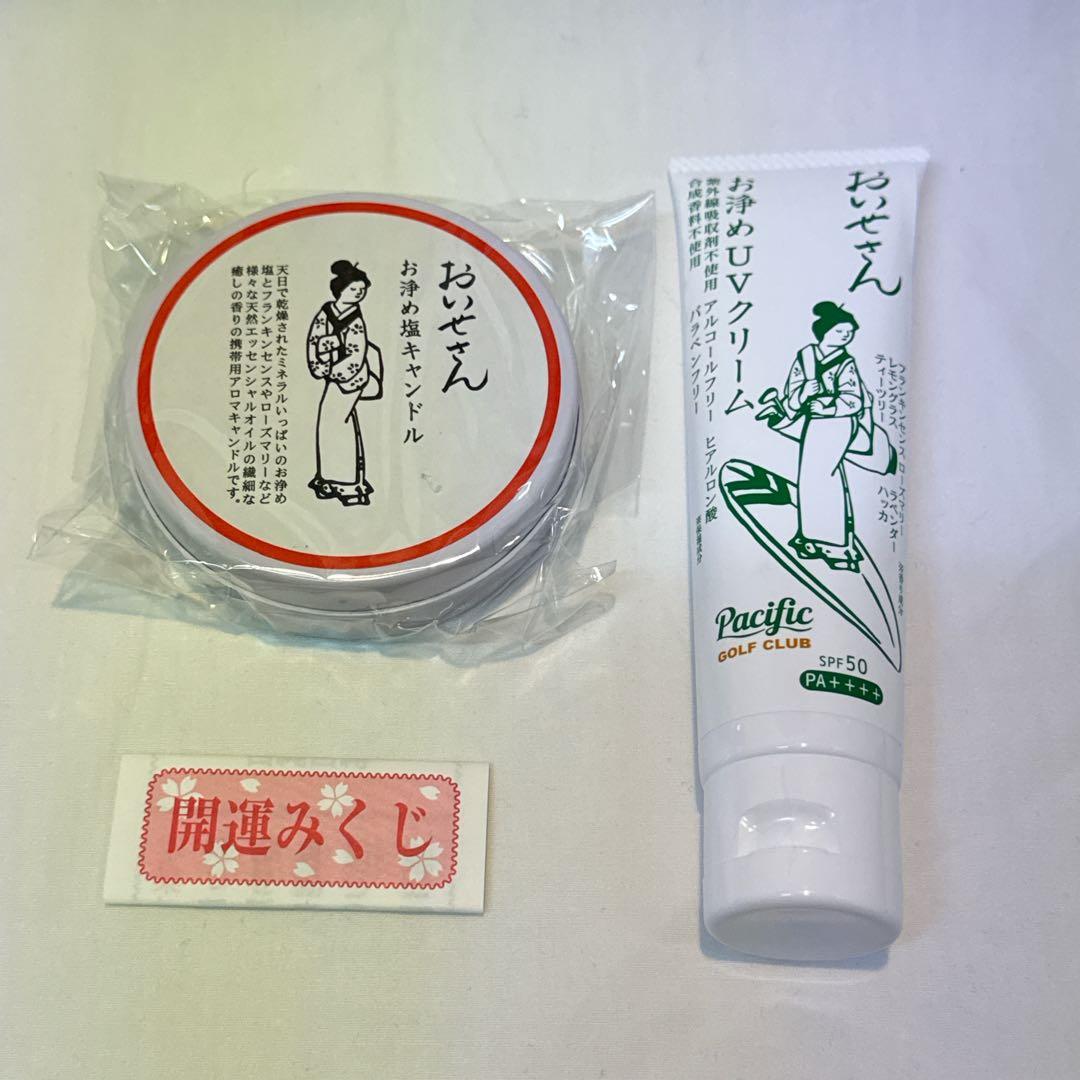 おいせさん
お浄め塩キャンドル
天日で乾燥されたミネラルいっぱいのお浄め
塩とフランキンセンスやローズマリーなど
様々な天然エッセンシャルオイルの繊細な
癒しの香りの携帯用アロマキャンドルです。
おいせさん
お浄めUVクリーム
紫外線吸収剤不使用 アルコールフリー ヒアルロン酸
合成香料不使用 パラベンフリー
フランキンセンス ローズマリー
レモングラス ラベンダー
ティーツリー ハッカ
Pacific
GOLF CLUB
SPF50
PA++++
開運みくじ